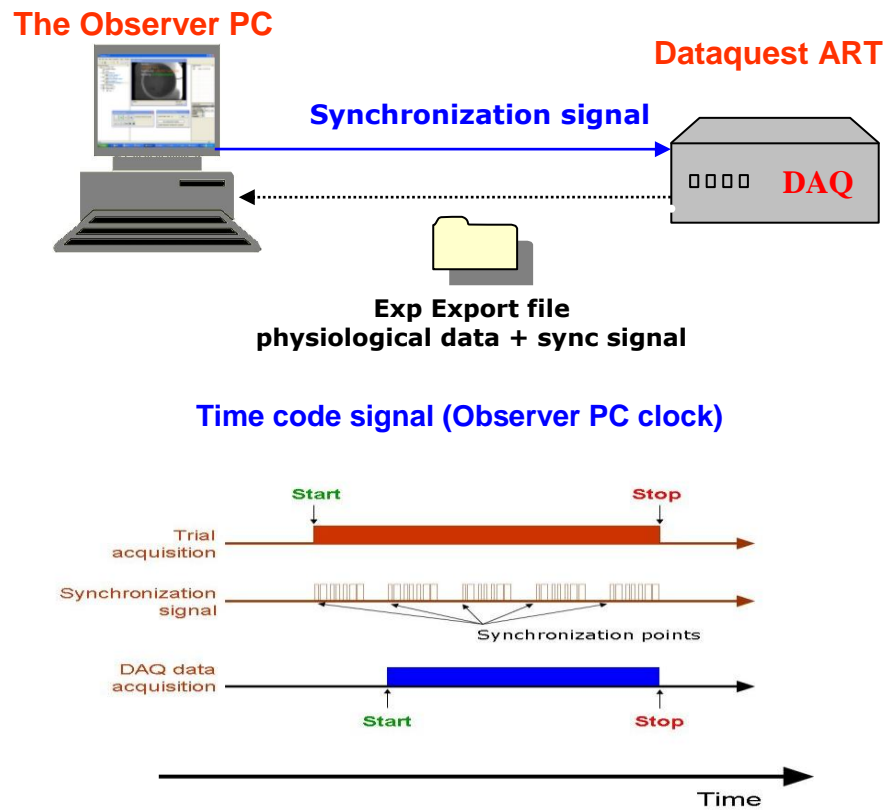 The Observer PC
Dataquest ART
Synchronization signal
DAQ
Exp Export file
physiological data + sync signal
Time code signal (Observer PC clock)
Start
Stop
Trial
acquisition
Synchronization
signal
Synchronization points
DAQ data
acquisition
Start
Stop
Time